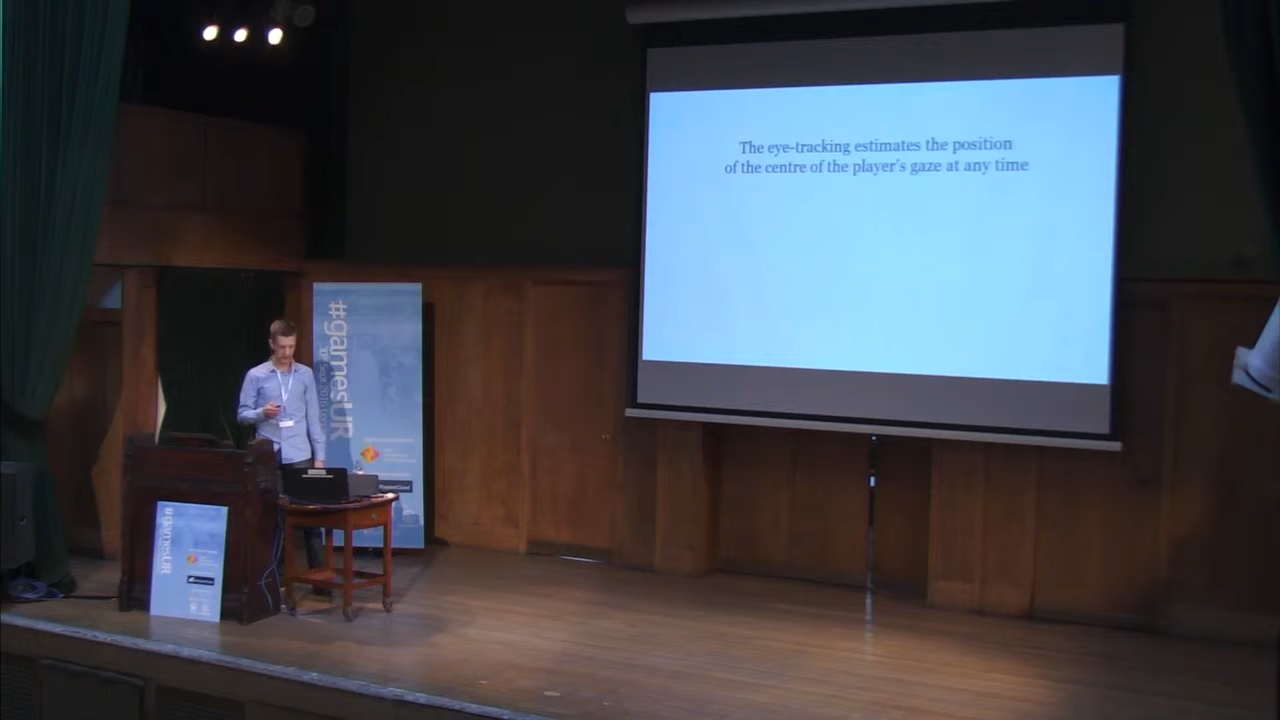 The eye-tracking estimates the position
of the centre of the player's gaze at any time
#gamesUR
#gamesUR